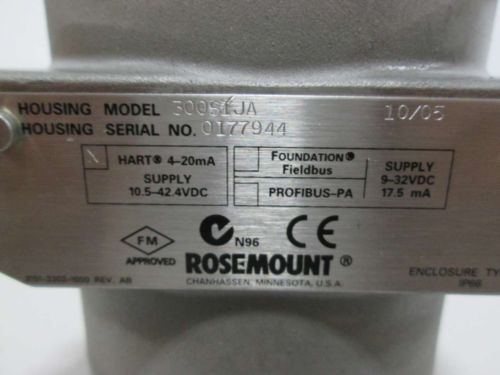 HOUSING MODEL 300S1JA 10/05
HOUSING SERIAL NO. 0177944
HART® 4-20mA
SUPPLY
10.5-42.4VDC
FOUNDATION®
Fieldbus
PROFIBUS-PA
SUPPLY
9-32VDC
17.5 mA
FM
APPROVED
N96
CE
ROSEMOUNT®
CHANHASSEN, MINNESOTA, U.S.A.
REV. AB
ENCLOSURE TY
IP66